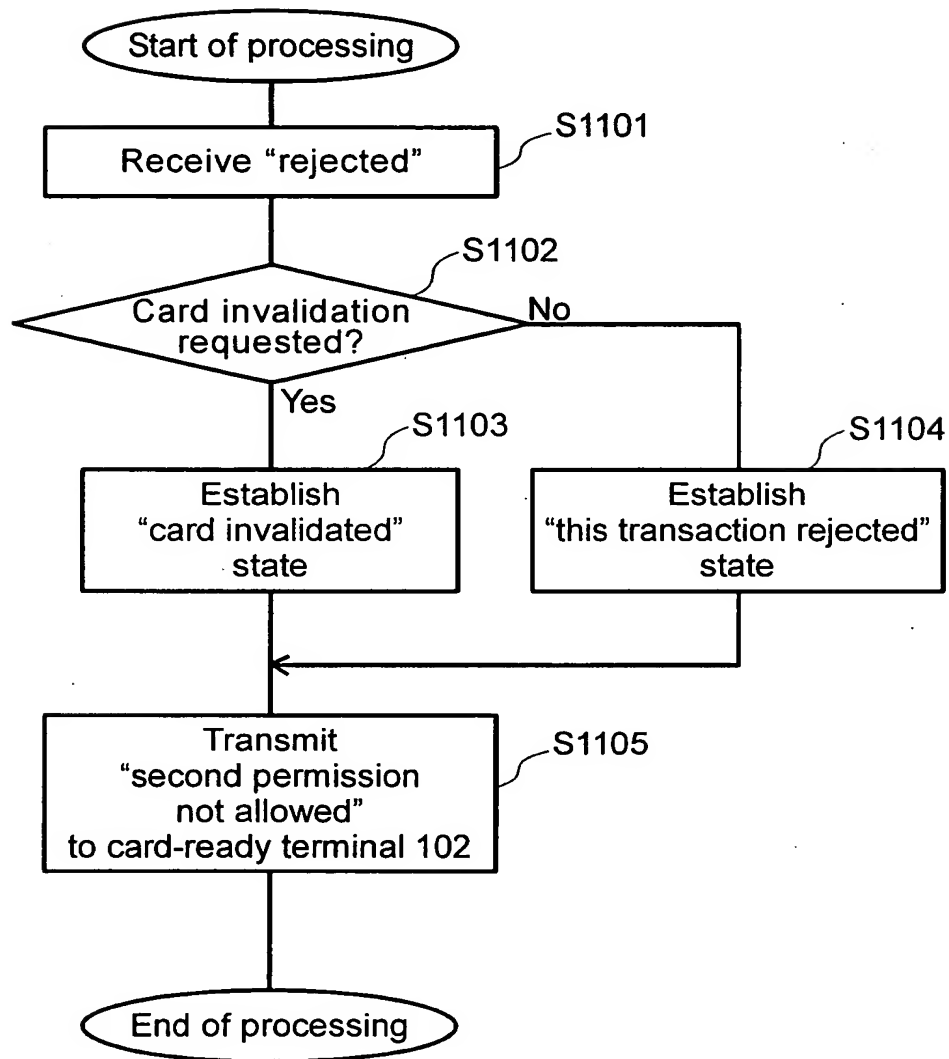 Start of processing
S1101
Receive “rejected”
S1102
Card invalidation
requested?
No
Yes
S1103
Establish
“card invalidated”
state
S1104
Establish
“this transaction rejected”
state
S1105
Transmit
“second permission
not allowed”
to card-ready terminal 102
End of processing